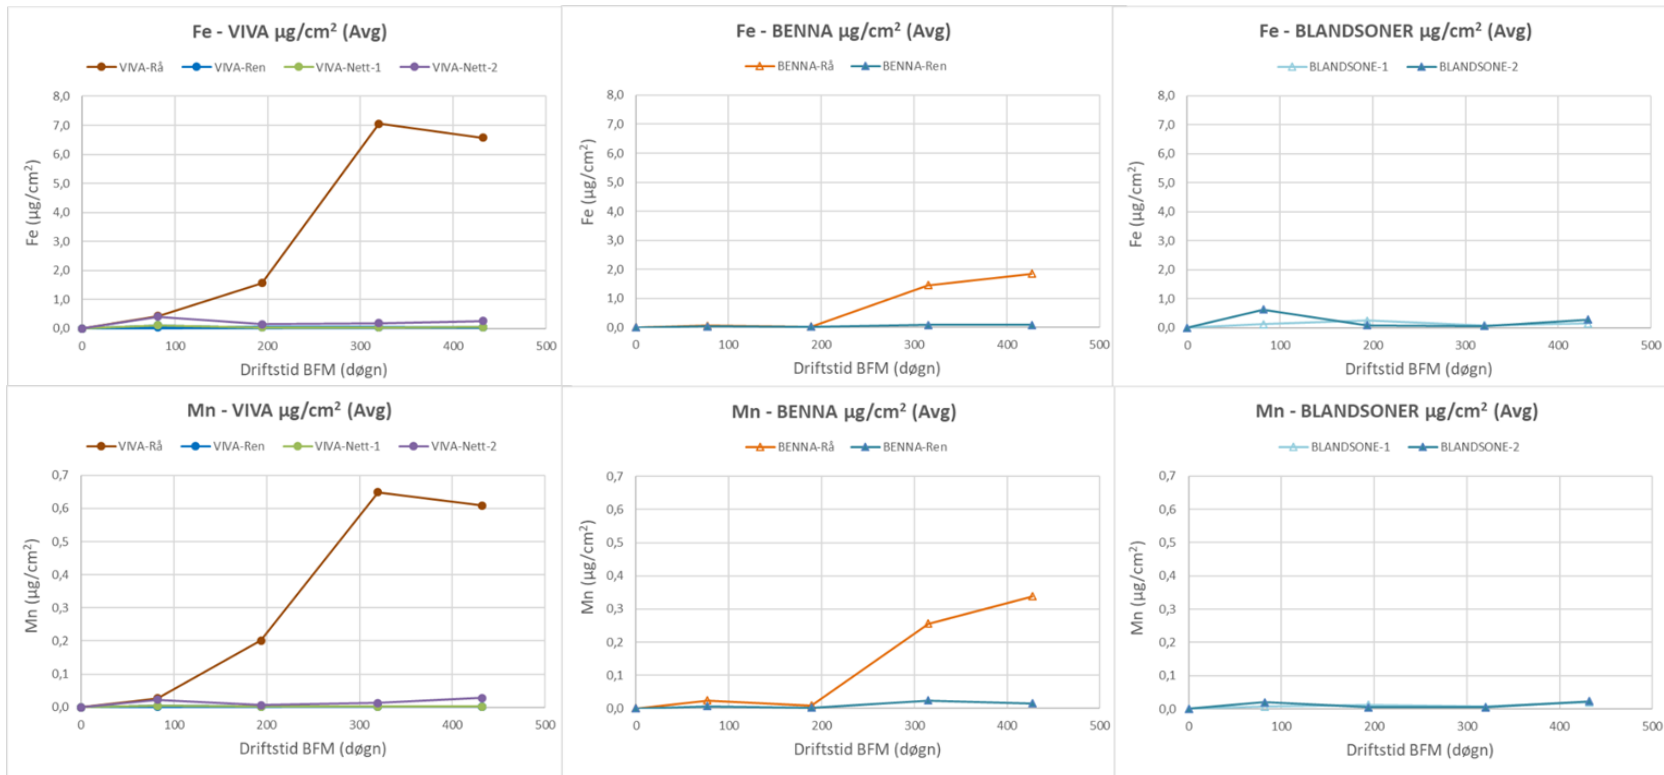 Fe - VIVA µg/cm² (Avg)
VIVA-Rå VIVA-Ren VIVA-Nett-1 VIVA-Nett-2
8,0
7,0
6,0
5,0
4,0
3,0
2,0
1,0
0,0
Fe (µg/cm²)
0 100 200 300 400 500
Driftstid BFM (døgn)
Fe - BENNA µg/cm² (Avg)
BENNA-Rå BENNA-Ren
8,0
7,0
6,0
5,0
4,0
3,0
2,0
1,0
0,0
Fe (µg/cm²)
0 100 200 300 400 500
Driftstid BFM (døgn)
Fe - BLANDSONER µg/cm² (Avg)
BLANDSONE-1 BLANDSONE-2
8,0
7,0
6,0
5,0
4,0
3,0
2,0
1,0
0,0
Fe (µg/cm²)
0 100 200 300 400 500
Driftstid BFM (døgn)
Mn - VIVA µg/cm² (Avg)
VIVA-Rå VIVA-Ren VIVA-Nett-1 VIVA-Nett-2
0,7
0,6
0,5
0,4
0,3
0,2
0,1
0,0
Mn (µg/cm²)
0 100 200 300 400 500
Driftstid BFM (døgn)
Mn - BENNA µg/cm² (Avg)
BENNA-Rå BENNA-Ren
0,7
0,6
0,5
0,4
0,3
0,2
0,1
0,0
Mn (µg/cm²)
0 100 200 300 400 500
Driftstid BFM (døgn)
Mn - BLANDSONER µg/cm² (Avg)
BLANDSONE-1 BLANDSONE-2
0,7
0,6
0,5
0,4
0,3
0,2
0,1
0,0
Mn (µg/cm²)
0 100 200 300 400 500
Driftstid BFM (døgn)